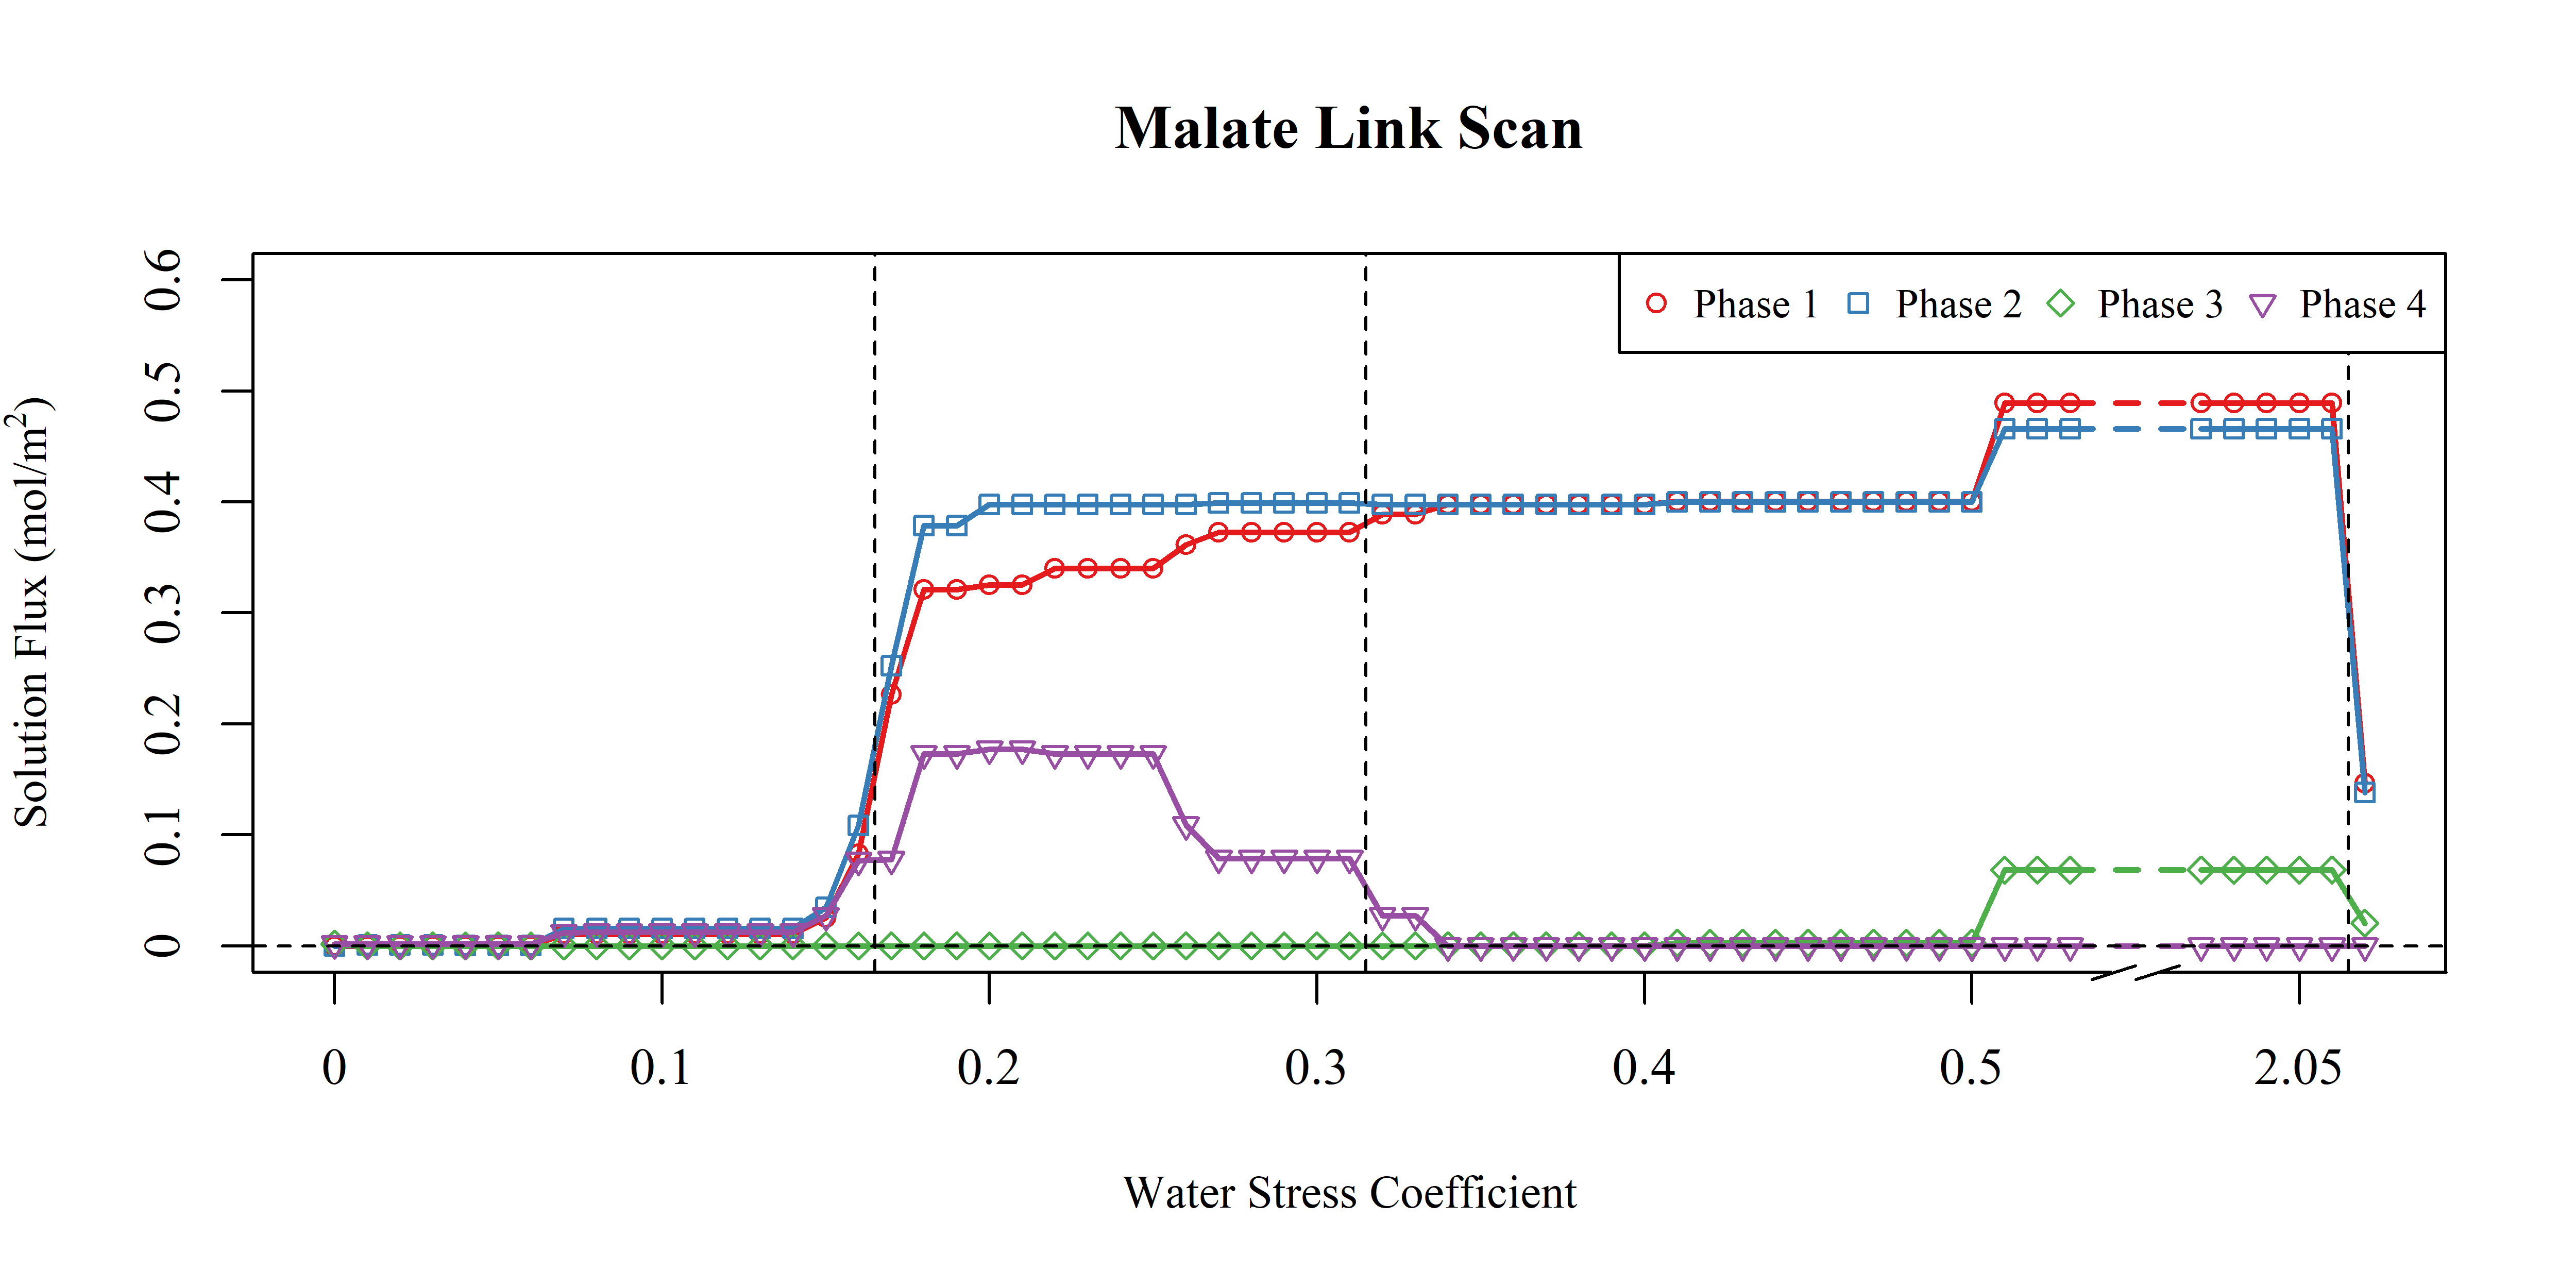 Malate Link Scan
Phase 1 Phase 2 Phase 3 Phase 4
Solution Flux (mol/m²)
0.6
0.5
0.4
0.3
0.2
0.1
0
0 0.1 0.2 0.3 0.4 0.5 2.05
Water Stress Coefficient